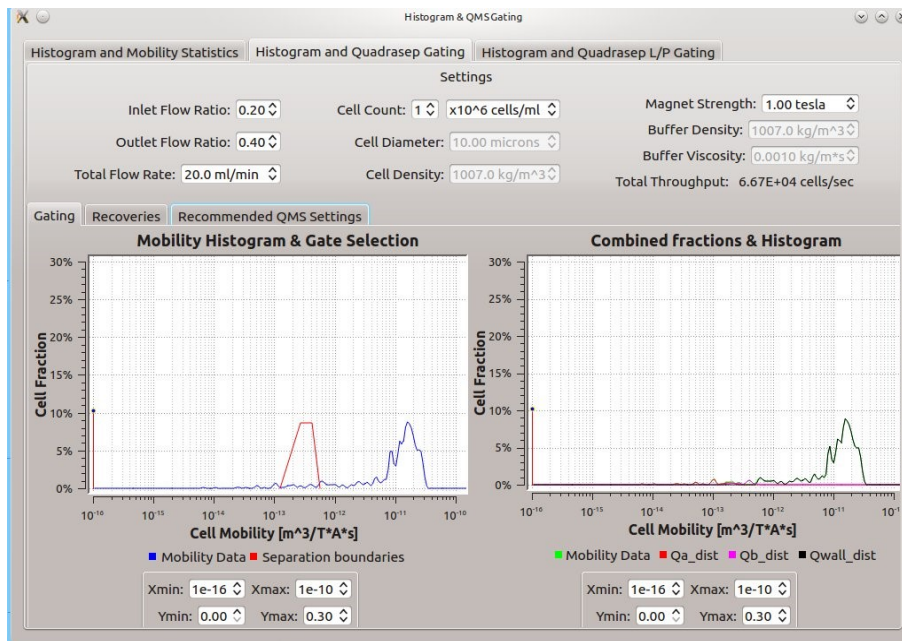 Histogram & QMS Gating
Histogram and Mobility Statistics Histogram and Quadrasep Gating Histogram and Quadrasep L/P Gating
Settings
Inlet Flow Ratio: 0.20 Cell Count: 1 x10^6 cells/ml Magnet Strength: 1.00 tesla
Outlet Flow Ratio: 0.40 Cell Diameter: 10.00 microns Buffer Density: 1007.0 kg/m^3
Total Flow Rate: 20.0 ml/min Cell Density: 1007.0 kg/m^3 Buffer Viscosity: 0.0010 kg/m*s
Total Throughput: 6.67E+04 cells/sec
Gating Recoveries Recommended QMS Settings
Mobility Histogram & Gate Selection
30%
25%
20%
15%
10%
5%
0%
Cell Fraction
10^-16 10^-15 10^-14 10^-13 10^-12 10^-11 10^-10
Cell Mobility [m^3/T*A*s]
Mobility Data Separation boundaries
Xmin: 1e-16 Xmax: 1e-10
Ymin: 0.00 Ymax: 0.30
Combined fractions & Histogram
30%
25%
20%
15%
10%
5%
0%
Cell Fraction
10^-16 10^-15 10^-14 10^-13 10^-12 10^-11 10^-1
Cell Mobility [m^3/T*A*s]
Mobility Data Qa_dist Qb_dist Qwall_dist
Xmin: 1e-16 Xmax: 1e-10
Ymin: 0.00 Ymax: 0.30